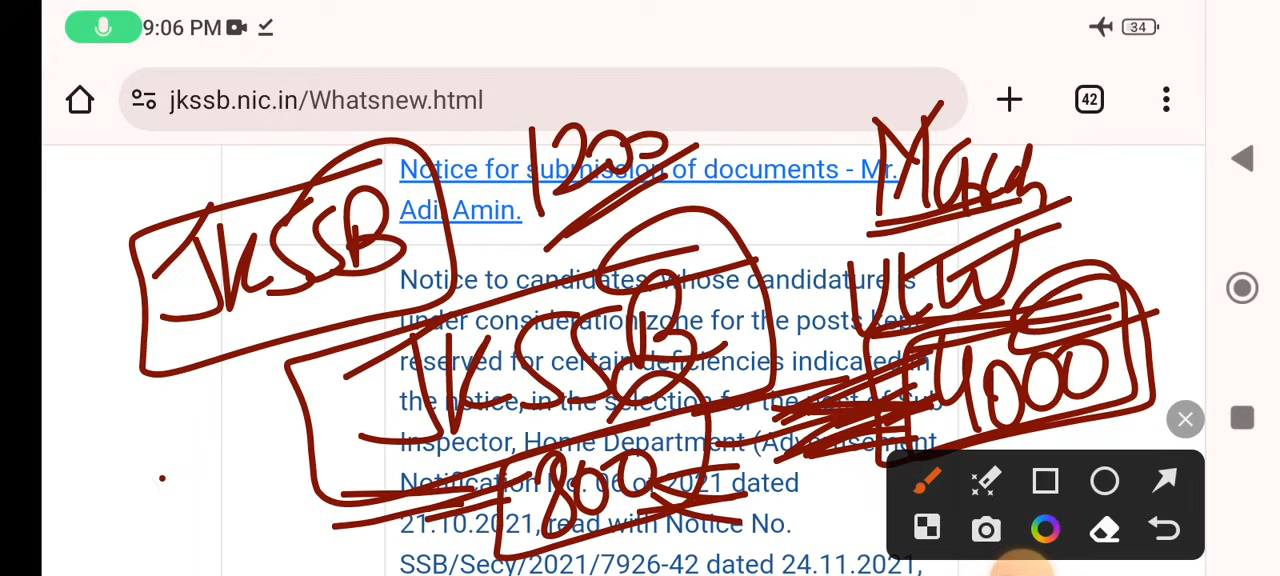 9:06 PM
34
jkssb.nic.in/Whatsnew.html
42
Notice for submission of documents - Mr.
Adil Amin.
1200
March
JKSSB
VLW
Notice to candidates, whose candidature is
under consideration zone for the posts kept
reserved for certain deficiencies indicated in
the notice, in the selection for the post of Sub
Inspector, Home Department (Advertisement
Notification No. 06 of 2021 dated
21.10.2021, read with Notice No.
SSB/Secy/2021/7926-42 dated 24.11.2021,
JKSSB
4000
800